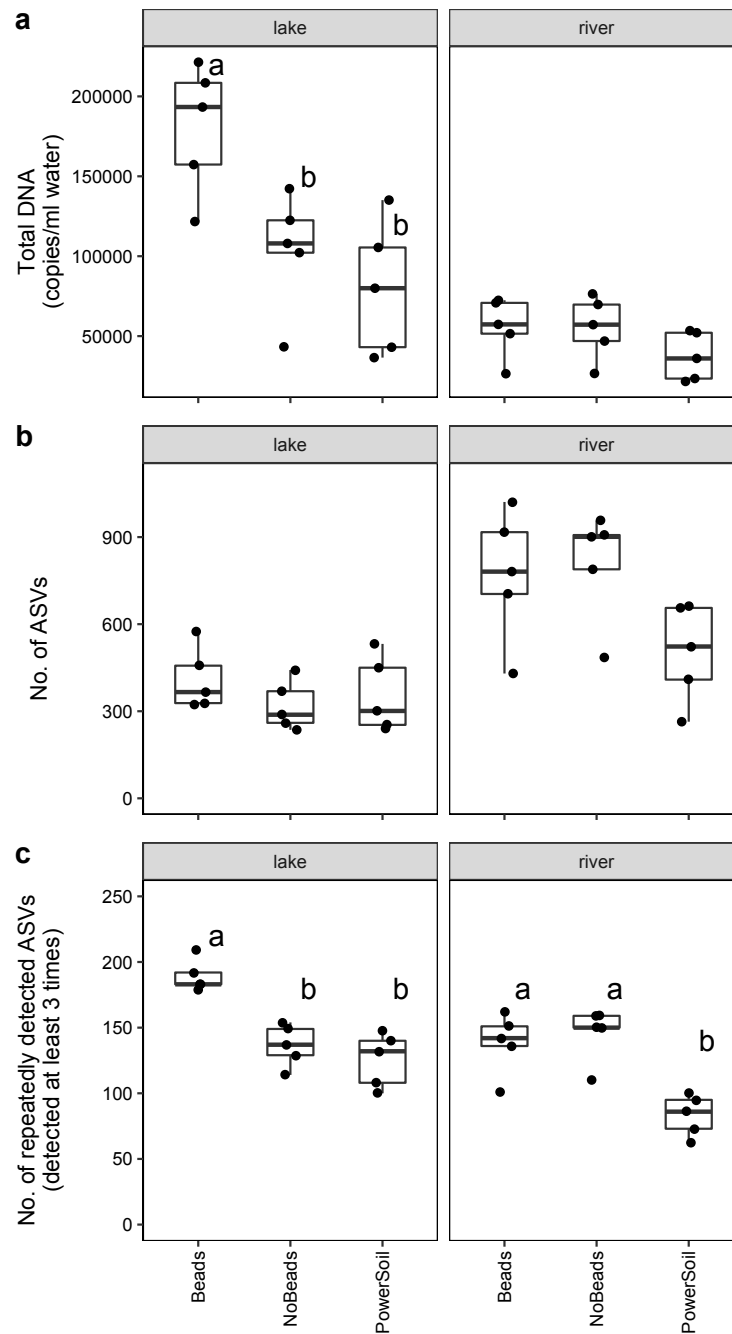 a
lake
river
Total DNA
(copies/ml water)
200000
150000
100000
50000
a
b
b
b
lake
river
No. of ASVs
900
600
300
0
c
lake
river
No. of repeatedly detected ASVs
(detected at least 3 times)
250
200
150
100
50
0
a
b
b
a
a
b
Beads
NoBeads
PowerSoil
Beads
NoBeads
PowerSoil